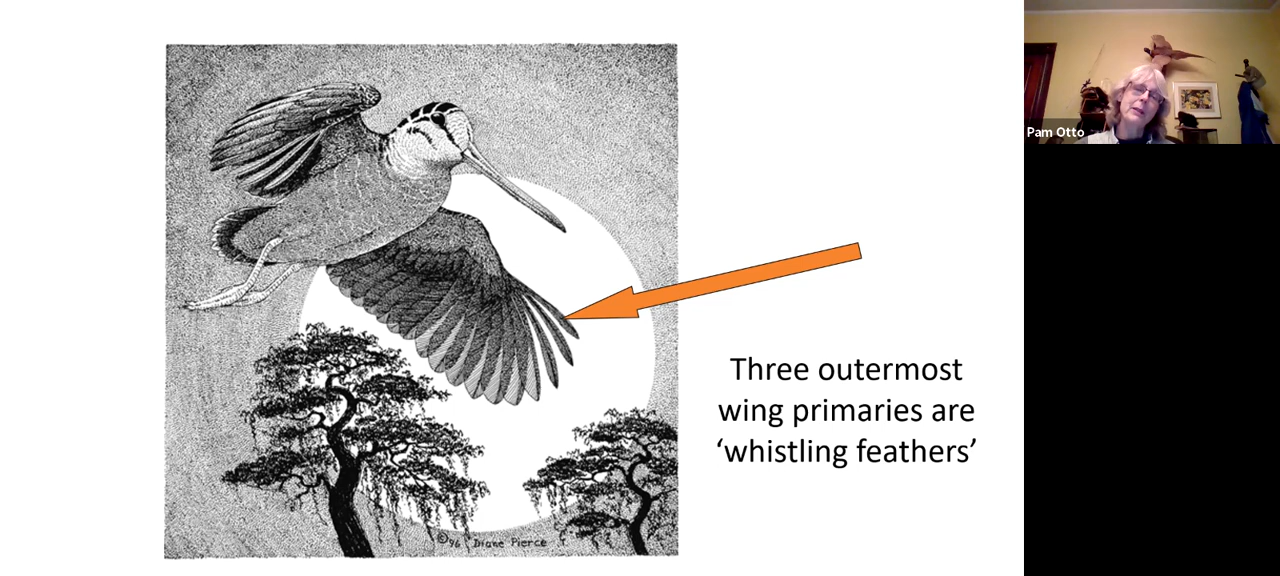 Pam Otto
Three outermost
wing primaries are
‘whistling feathers’
©96 Diane Pierce